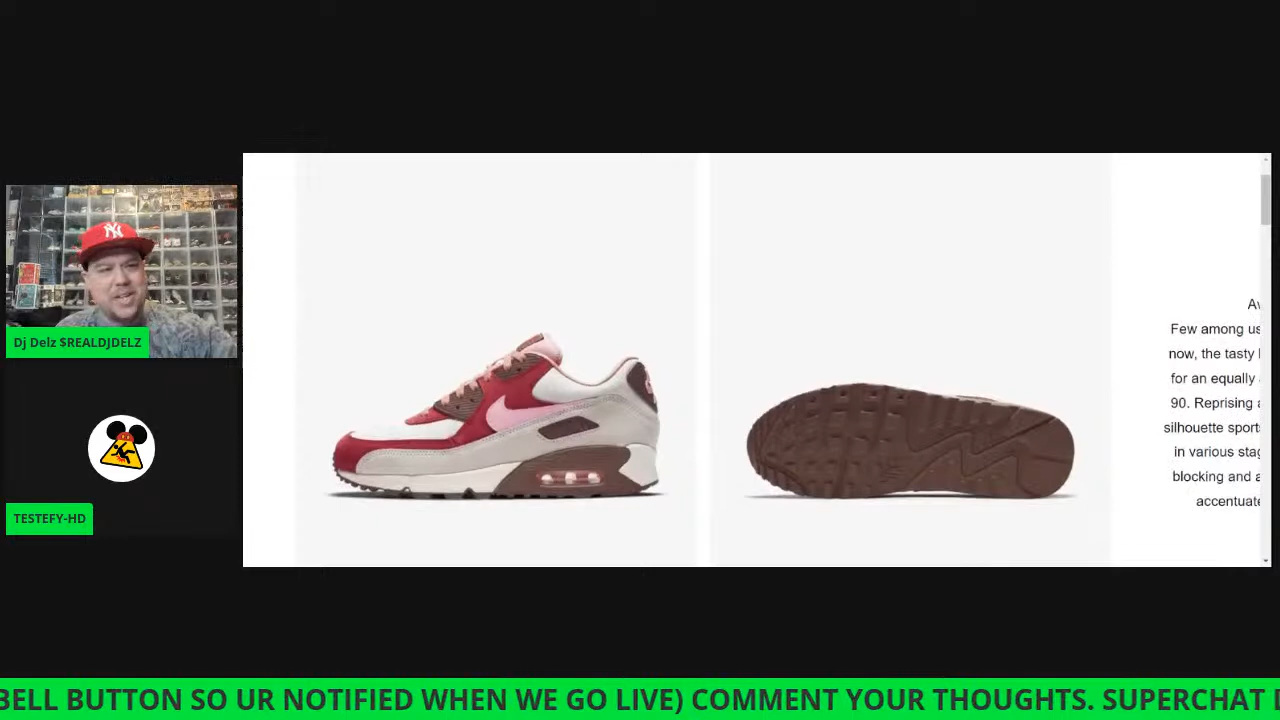 NY
Dj Delz $REALDJDELZ
TESTEFY-HD
Few among us
now, the tasty
for an equally
90. Reprising
silhouette sport
in various stag
blocking and
accentuate
BELL BUTTON SO UR NOTIFIED WHEN WE GO LIVE) COMMENT YOUR THOUGHTS. SUPERCHAT